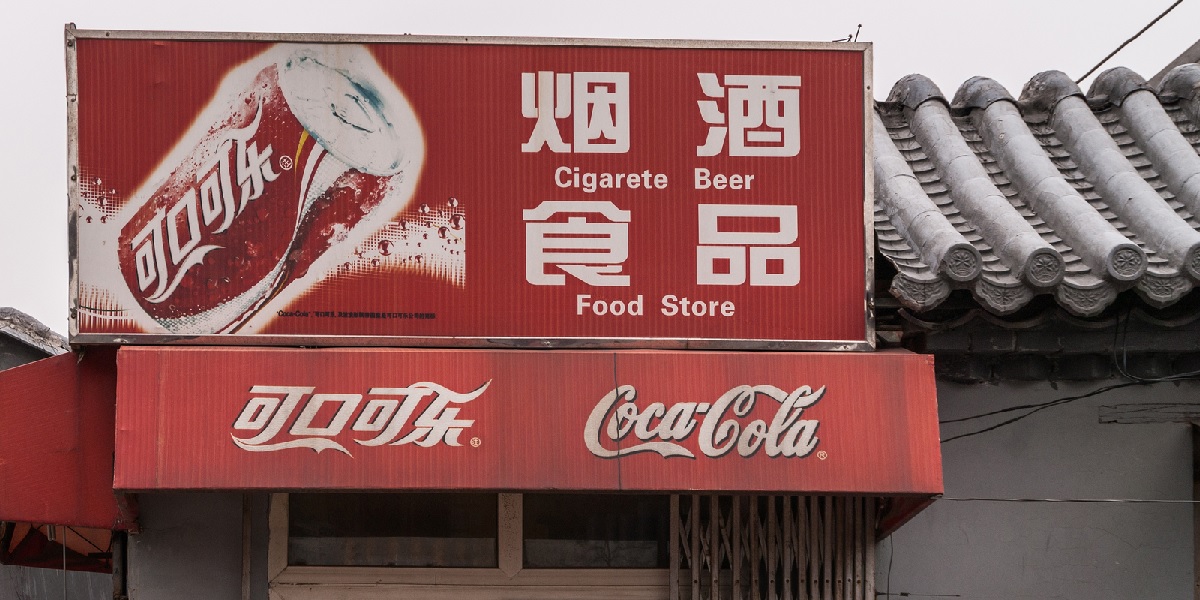 可口可乐
烟 酒
Cigarete Beer
食 品
Food Store
可口可乐
Coca-Cola